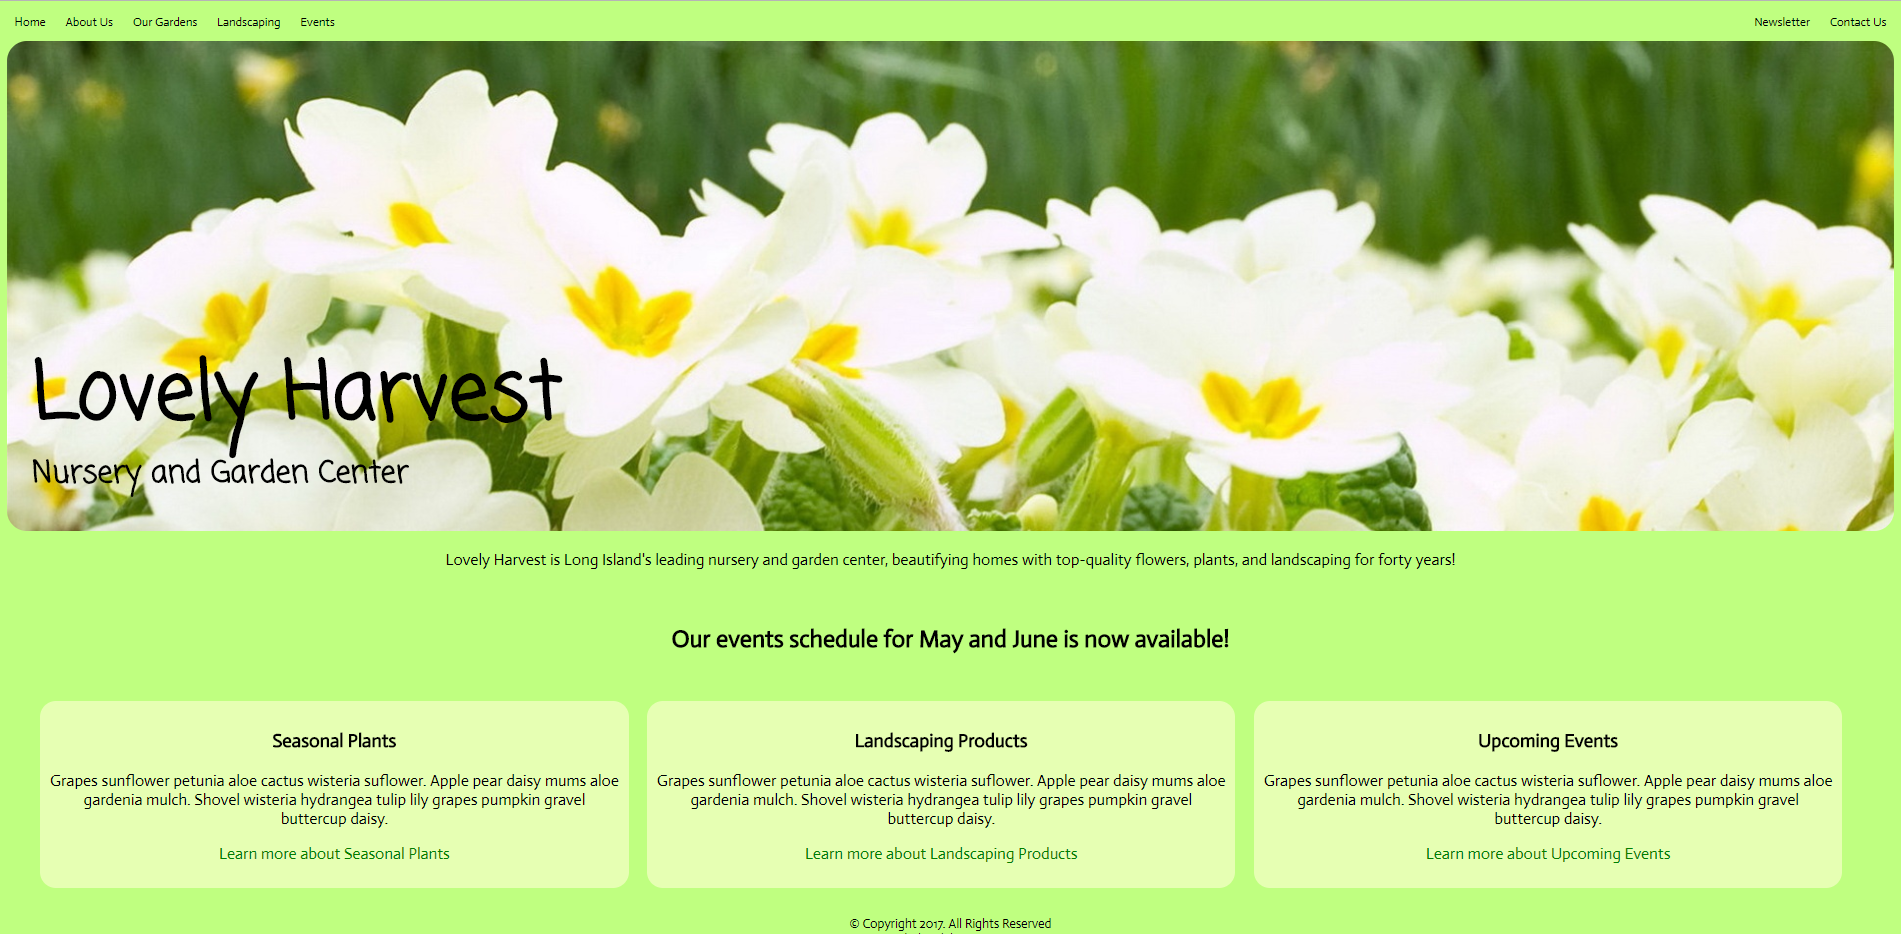 Home About Us Our Gardens Landscaping Events Newsletter Contact Us
Lovely Harvest
Nursery and Garden Center
Lovely Harvest is Long Island's leading nursery and garden center, beautifying homes with top-quality flowers, plants, and landscaping for forty years!
Our events schedule for May and June is now available!
Seasonal Plants
Grapes sunflower petunia aloe cactus wisteria suflower. Apple pear daisy mums aloe
gardenia mulch. Shovel wisteria hydrangea tulip lily grapes pumpkin gravel
buttercup daisy.
Learn more about Seasonal Plants
Landscaping Products
Grapes sunflower petunia aloe cactus wisteria suflower. Apple pear daisy mums aloe
gardenia mulch. Shovel wisteria hydrangea tulip lily grapes pumpkin gravel
buttercup daisy.
Learn more about Landscaping Products
Upcoming Events
Grapes sunflower petunia aloe cactus wisteria suflower. Apple pear daisy mums aloe
gardenia mulch. Shovel wisteria hydrangea tulip lily grapes pumpkin gravel
buttercup daisy.
Learn more about Upcoming Events
© Copyright 2017. All Rights Reserved